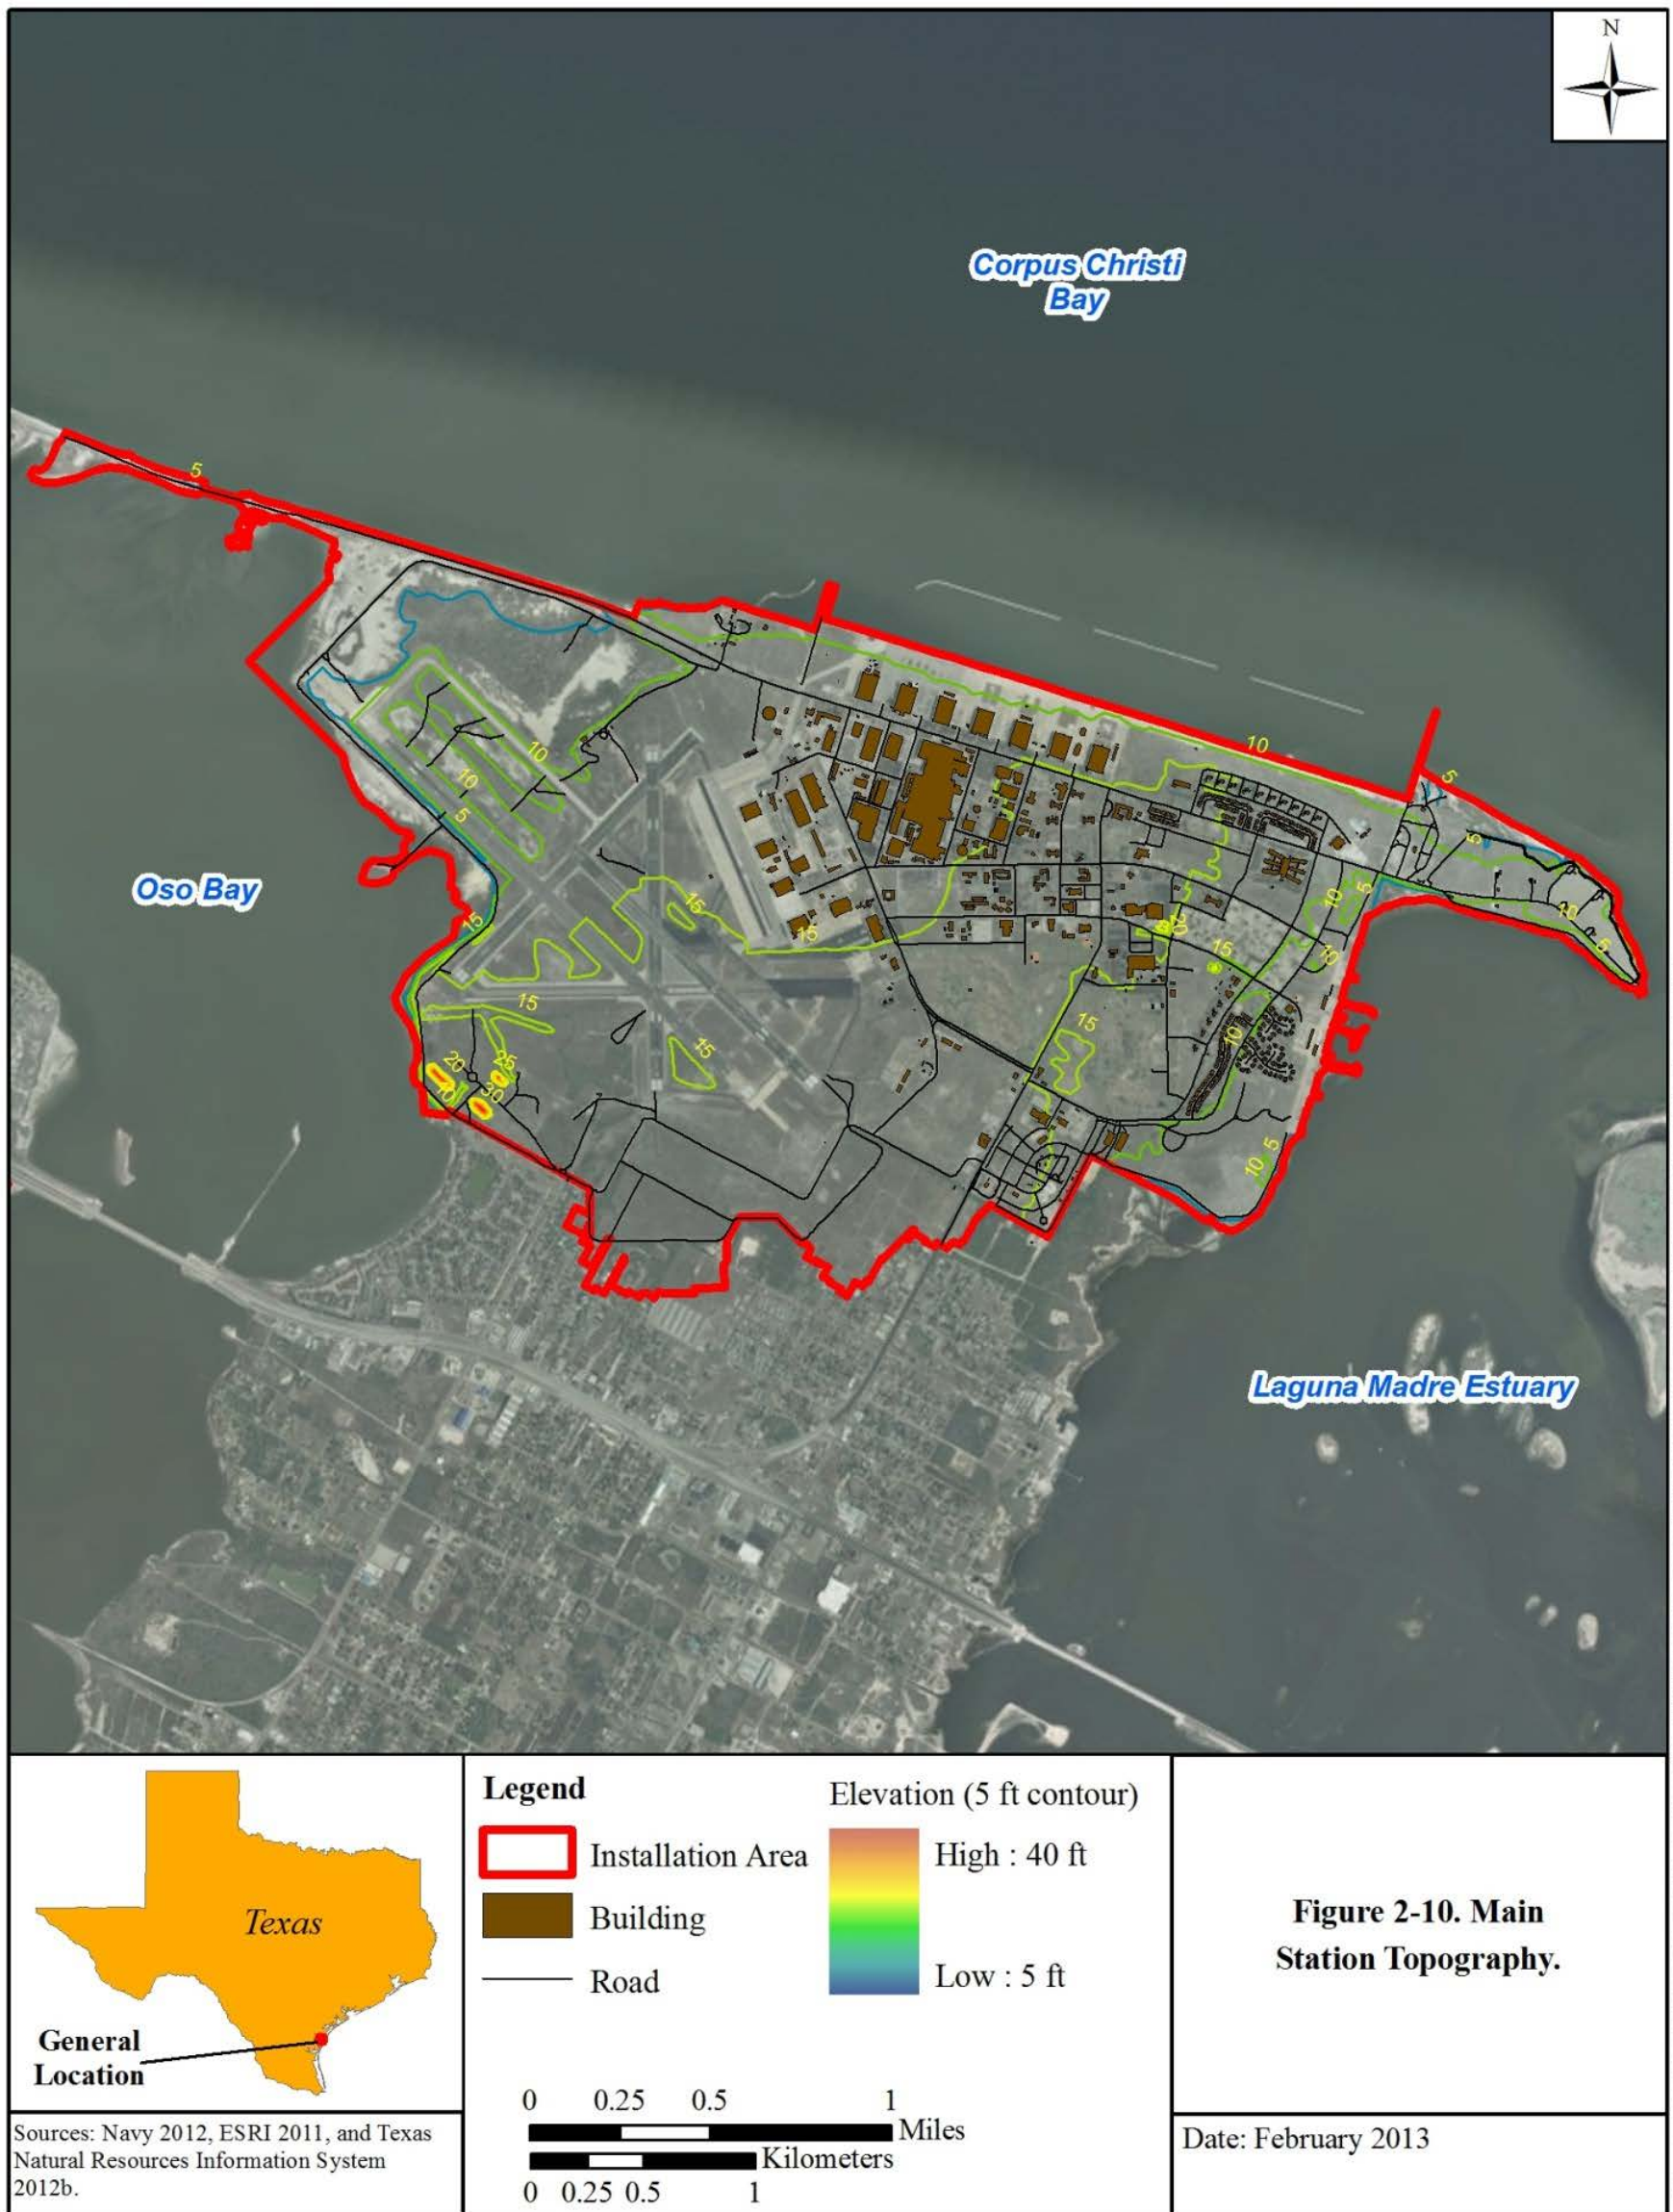 N
Corpus Christi
Bay
5
10
10
5
10
5
5
Oso Bay
15
15
15
20
15
10
5
10
10
5
15
15
15
10
20
25
10
30
10
5
Laguna Madre Estuary
Texas
General
Location
Sources: Navy 2012, ESRI 2011, and Texas
Natural Resources Information System
2012b.
Legend
Installation Area
Building
Road
Elevation (5 ft contour)
High : 40 ft
Low : 5 ft
0 0.25 0.5 1
Miles
Kilometers
0 0.25 0.5 1
Figure 2-10. Main
Station Topography.
Date: February 2013